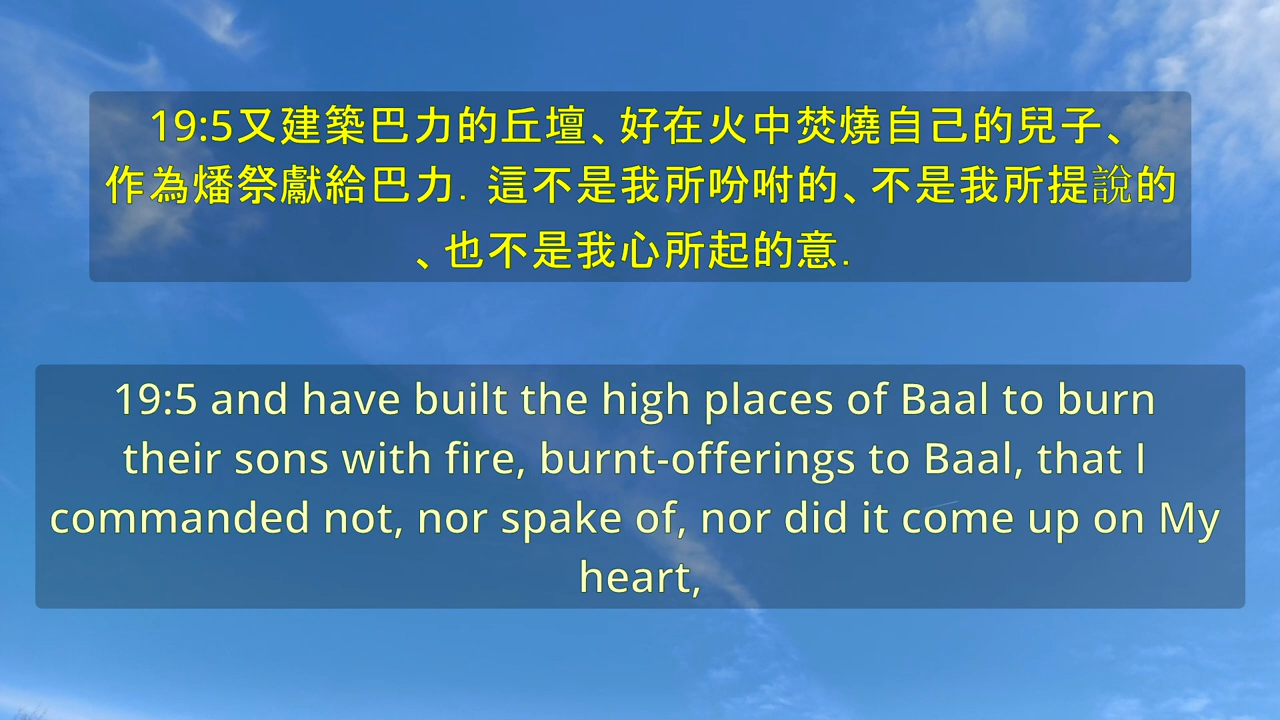 19:5又建築巴力的丘壇、好在火中焚燒自己的兒子、
作為燔祭獻給巴力．這不是我所吩咐的、不是我所提說的
、也不是我心所起的意．
19:5 and have built the high places of Baal to burn
their sons with fire, burnt-offerings to Baal, that I
commanded not, nor spake of, nor did it come up on My
heart,